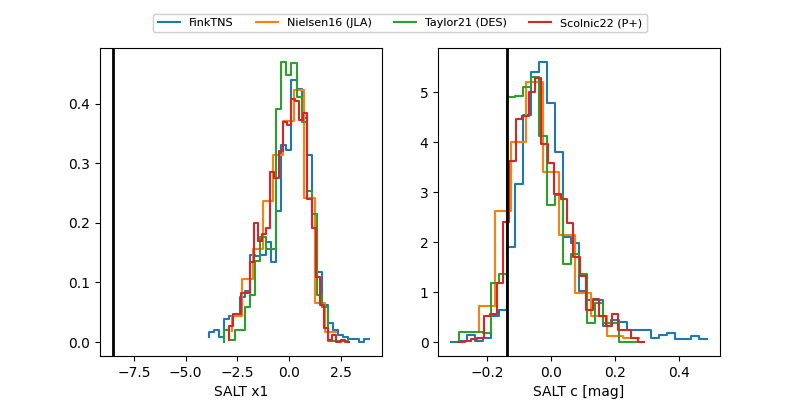 FinkTNS Nielsen16 (JLA) Taylor21 (DES) Scolnic22 (P+)
0.4
0.3
0.2
0.1
0.0
−7.5 −5.0 −2.5 0.0 2.5
SALT x1
5
4
3
2
1
0
−0.2 0.0 0.2 0.4
SALT c [mag]